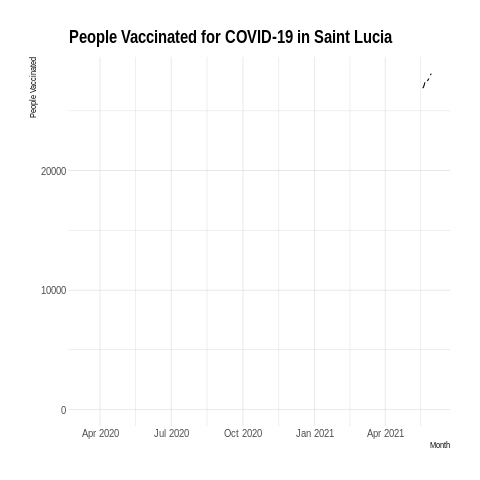 People Vaccinated for COVID-19 in Saint Lucia
People Vaccinated
20000
10000
0
Apr 2020 Jul 2020 Oct 2020 Jan 2021 Apr 2021
Month